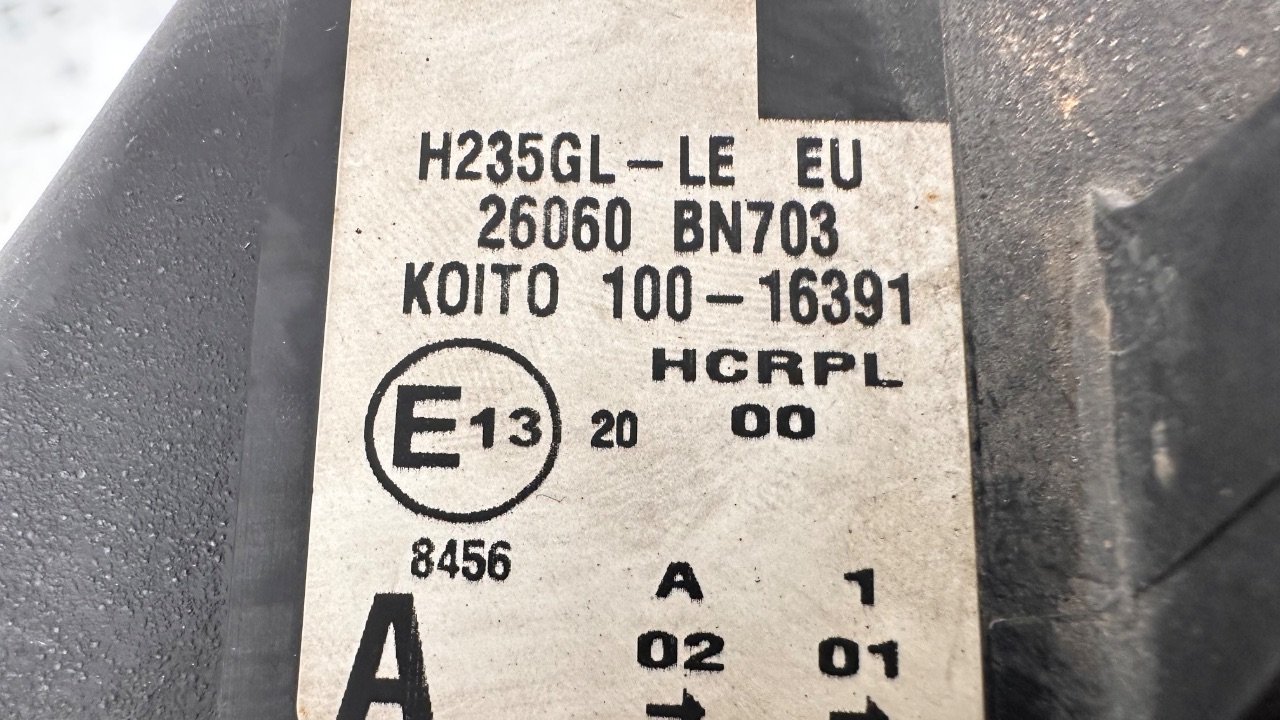 H235GL-LE EU
26060 BN703
KOITO 100-16391
HCRPL
E13 20 00
8456
A 1
02 01
→ →
A